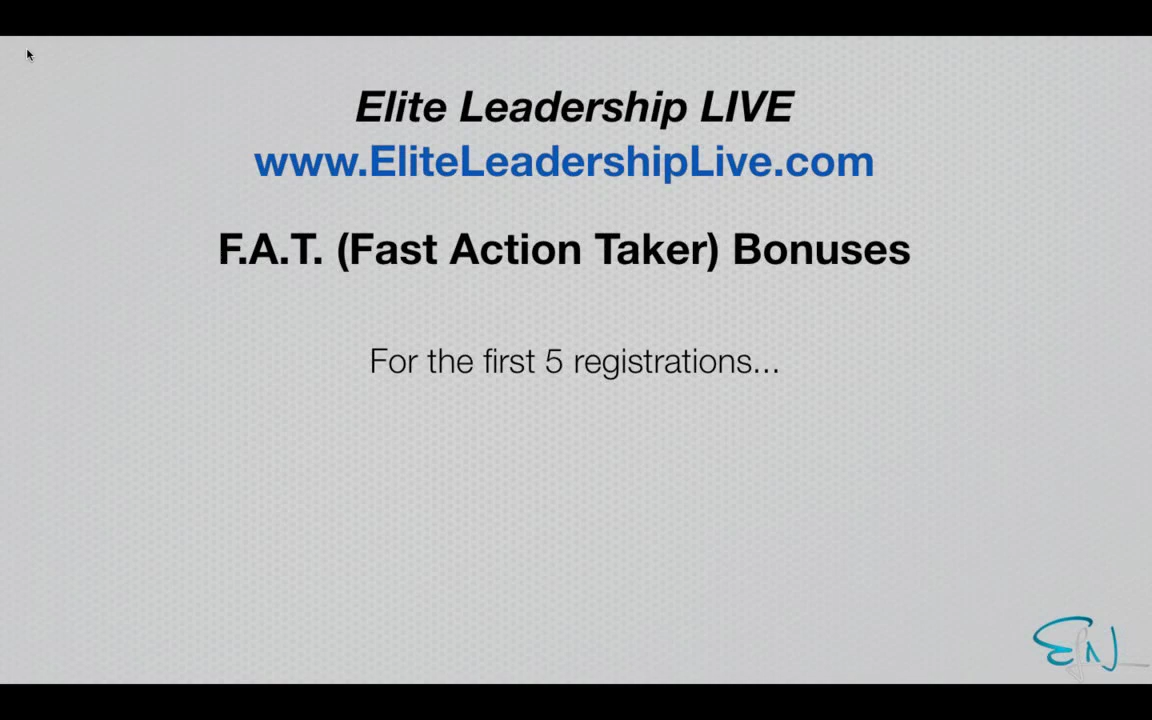 Elite Leadership LIVE
www.EliteLeadershipLive.com
F.A.T. (Fast Action Taker) Bonuses
For the first 5 registrations...